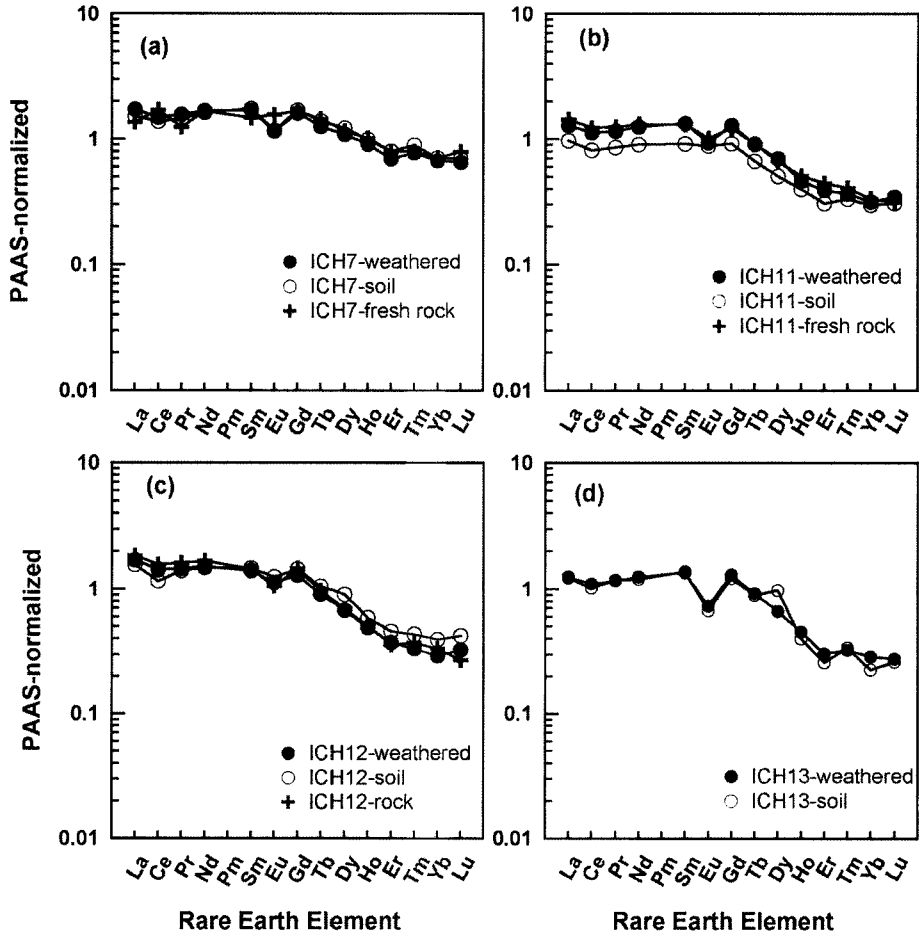 (a)
10
1
0.1
0.01
PAAS-normalized
ICH7-weathered
ICH7-soil
ICH7-fresh rock
La Ce Pr Nd Pm Sm Eu Gd Tb Dy Ho Er Tm Yb Lu
(b)
10
1
0.1
0.01
ICH11-weathered
ICH11-soil
ICH11-fresh rock
La Ce Pr Nd Pm Sm Eu Gd Tb Dy Ho Er Tm Yb Lu
(c)
10
1
0.1
0.01
PAAS-normalized
ICH12-weathered
ICH12-soil
ICH12-rock
La Ce Pr Nd Pm Sm Eu Gd Tb Dy Ho Er Tm Yb Lu
Rare Earth Element
(d)
10
1
0.1
0.01
ICH13-weathered
ICH13-soil
La Ce Pr Nd Pm Sm Eu Gd Tb Dy Ho Er Tm Yb Lu
Rare Earth Element